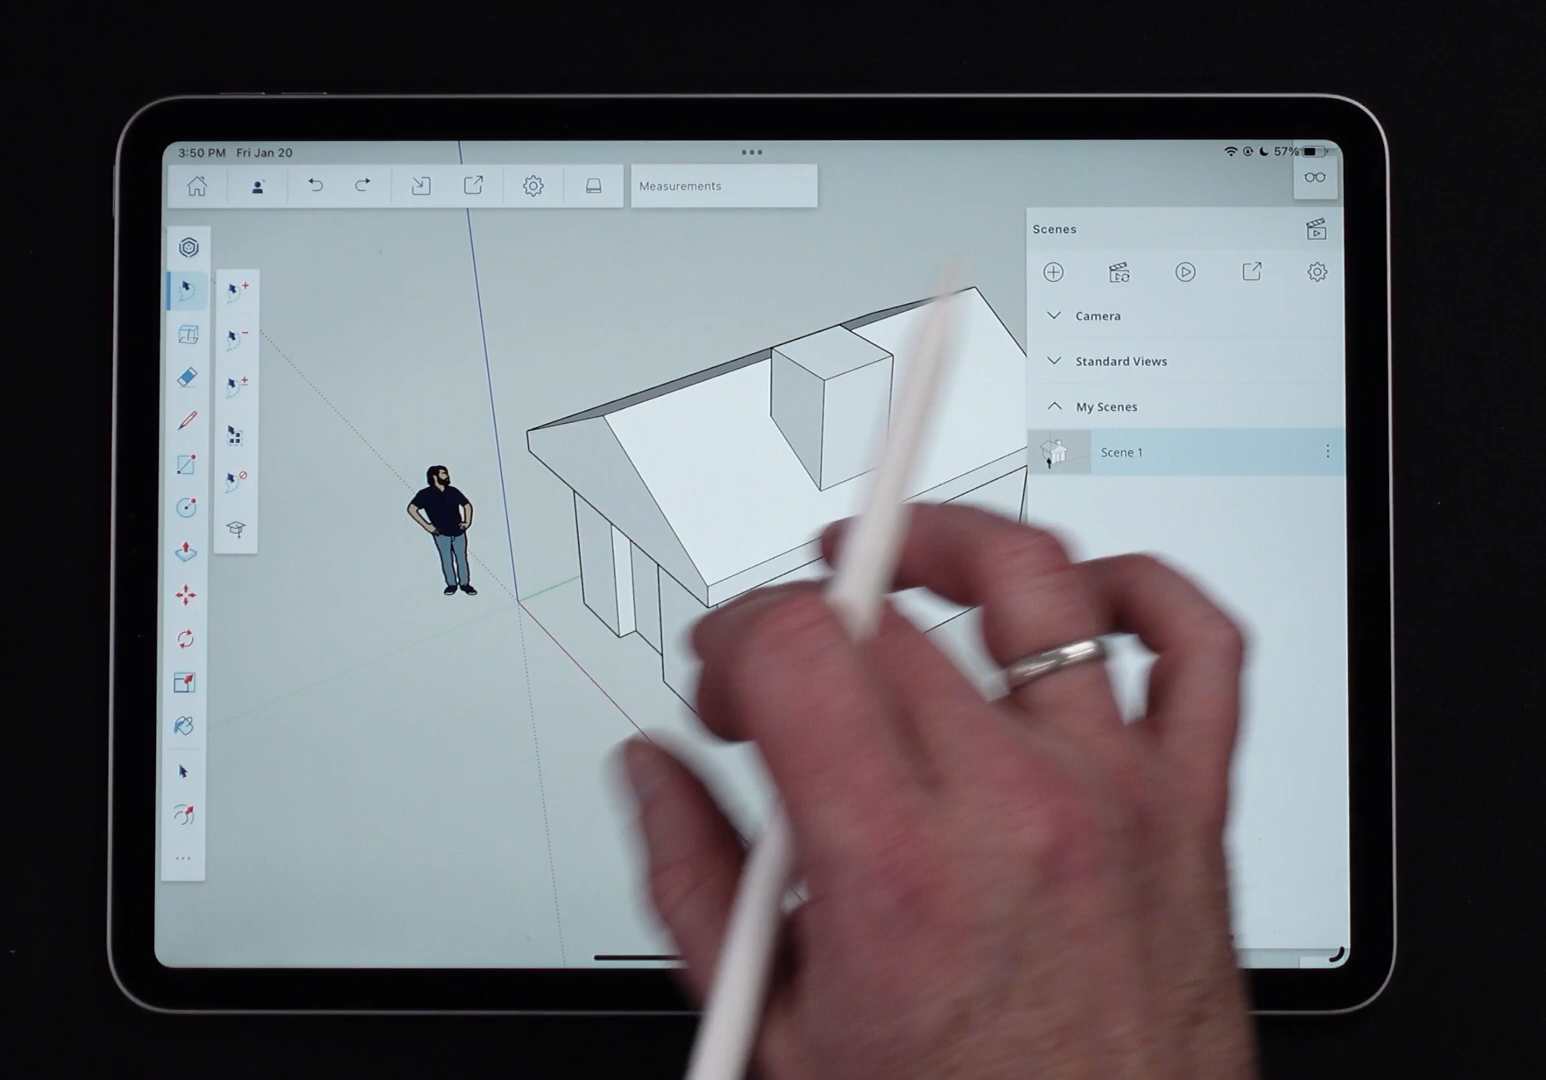 3:50 PM Fri Jan 20
57%
Measurements
Scenes
Camera
Standard Views
My Scenes
Scene 1